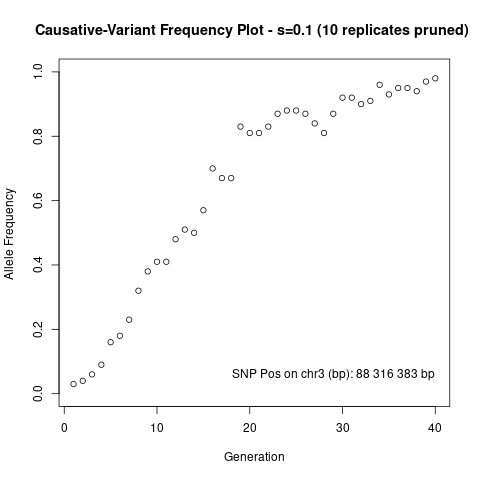 Causative-Variant Frequency Plot - s=0.1 (10 replicates pruned)
Allele Frequency
1.0
0.8
0.6
0.4
0.2
0.0
SNP Pos on chr3 (bp): 88 316 383 bp
0 10 20 30 40
Generation